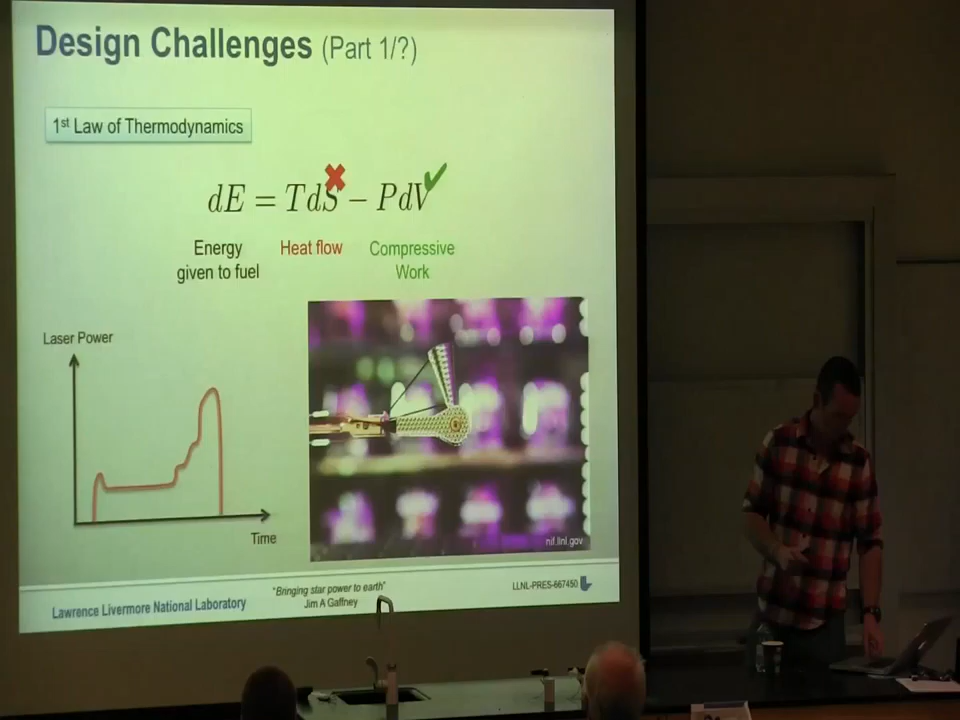 Design Challenges (Part 1/?)
1st Law of Thermodynamics
dE = TdS − PdV
Energy
given to fuel
Heat flow
Compressive
Work
Laser Power
Time
nif.llnl.gov
Lawrence Livermore National Laboratory
"Bringing star power to earth"
Jim A Gaffney
LLNL-PRES-667450